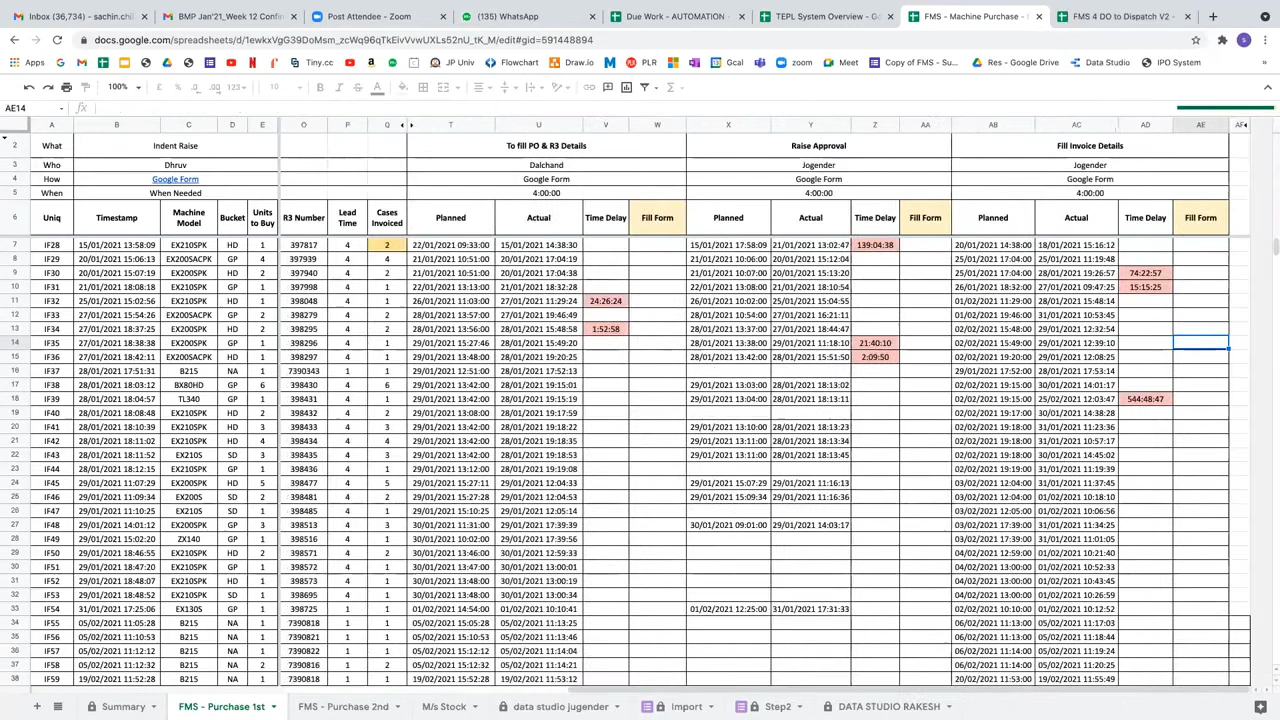 Inbox (36,734) - sachin.chil
BMP Jan'21_Week 12 Confir
Post Attendee - Zoom
(135) WhatsApp
Due Work - AUTOMATION
TEPL System Overview - G
FMS - Machine Purchase -
FMS 4 DO to Dispatch V2 -
docs.google.com/spreadsheets/d/1ewkxVgG39DoMsm_zcWq96qTkEivVvwUXLs52nU_tK_M/edit#gid=591448894
Apps Tiny.cc JP Univ Flowchart Draw.io PLR Gcal zoom Meet Copy of FMS - Su... Res - Google Drive Data Studio IPO System
100% £ % .0 .00 123 10 B I S A
AE14 fx
A B C D E O P Q T U V W X Y Z AA AB AC AD AE AF
2 What Indent Raise To fill PO & R3 Details Raise Approval Fill Invoice Details
3 Who Dhruv Dalchand Jogender Jogender
4 How Google Form Google Form Google Form Google Form
5 When When Needed 4:00:00 4:00:00 4:00:00
6 Uniq Timestamp Machine Model Bucket Units to Buy R3 Number Lead Time Cases Invoiced Planned Actual Time Delay Fill Form Planned Actual Time Delay Fill Form Planned Actual Time Delay Fill Form
7 IF28 15/01/2021 13:58:09 EX210SPK HD 1 397817 4 2 22/01/2021 09:33:00 15/01/2021 14:38:30 15/01/2021 17:58:09 21/01/2021 13:02:47 139:04:38 20/01/2021 14:38:00 18/01/2021 15:16:12
8 IF29 20/01/2021 15:06:13 EX200SACPK GP 4 397939 4 4 21/01/2021 10:51:00 20/01/2021 17:04:19 21/01/2021 10:06:00 20/01/2021 15:12:04 25/01/2021 17:04:00 25/01/2021 11:19:48
9 IF30 20/01/2021 15:07:19 EX210SPK HD 2 397940 4 2 21/01/2021 10:51:00 20/01/2021 17:04:38 21/01/2021 10:07:00 20/01/2021 15:13:20 25/01/2021 17:04:00 28/01/2021 19:26:57 74:22:57
10 IF31 21/01/2021 18:08:18 EX210SPK GP 1 397998 4 1 22/01/2021 13:13:00 21/01/2021 18:32:28 22/01/2021 13:08:00 21/01/2021 18:10:54 26/01/2021 18:32:00 27/01/2021 09:47:25 15:15:25
11 IF32 25/01/2021 15:02:56 EX210SPK HD 1 398048 4 1 26/01/2021 11:03:00 27/01/2021 11:29:24 24:26:24 26/01/2021 10:02:00 25/01/2021 15:04:55 01/02/2021 11:29:00 28/01/2021 15:48:14
12 IF33 27/01/2021 15:54:26 EX200SACPK GP 2 398279 4 2 28/01/2021 13:57:00 27/01/2021 19:46:49 28/01/2021 10:54:00 27/01/2021 16:21:11 01/02/2021 19:46:00 31/01/2021 10:53:45
13 IF34 27/01/2021 18:37:25 EX210SPK HD 2 398295 4 2 28/01/2021 13:56:00 28/01/2021 15:48:58 1:52:58 28/01/2021 13:37:00 27/01/2021 18:44:47 02/02/2021 15:48:00 29/01/2021 12:32:54
14 IF35 27/01/2021 18:38:38 EX200SPK GP 1 398296 4 1 29/01/2021 15:27:46 28/01/2021 15:49:20 28/01/2021 13:38:00 29/01/2021 11:18:10 21:40:10 02/02/2021 15:49:00 29/01/2021 12:39:10
15 IF36 27/01/2021 18:42:11 EX200SACPK HD 1 398297 4 1 29/01/2021 13:48:00 28/01/2021 19:20:25 28/01/2021 13:42:00 28/01/2021 15:51:50 2:09:50 02/02/2021 19:20:00 29/01/2021 12:08:25
16 IF37 28/01/2021 17:51:31 B215 NA 1 7390343 1 1 29/01/2021 12:51:00 28/01/2021 17:52:13 29/01/2021 17:52:00 28/01/2021 17:53:14
17 IF38 28/01/2021 18:03:12 BX80HD GP 6 398430 4 6 29/01/2021 13:42:00 28/01/2021 19:15:01 29/01/2021 13:03:00 28/01/2021 18:13:02 02/02/2021 19:15:00 30/01/2021 14:01:17
18 IF39 28/01/2021 18:04:57 TL340 GP 1 398431 4 1 29/01/2021 13:42:00 28/01/2021 19:15:19 29/01/2021 13:04:00 28/01/2021 18:13:11 02/02/2021 19:15:00 25/02/2021 12:03:47 544:48:47
19 IF40 28/01/2021 18:08:48 EX210SPK HD 2 398432 4 2 29/01/2021 13:08:00 28/01/2021 19:17:59 02/02/2021 19:17:00 30/01/2021 14:38:28
20 IF41 28/01/2021 18:10:39 EX210SPK HD 3 398433 4 3 29/01/2021 13:42:00 28/01/2021 19:18:22 29/01/2021 13:10:00 28/01/2021 18:13:23 02/02/2021 19:18:00 31/01/2021 11:23:36
21 IF42 28/01/2021 18:11:02 EX210SPK GP 4 398434 4 4 29/01/2021 13:42:00 28/01/2021 19:18:35 29/01/2021 13:11:00 28/01/2021 18:13:34 02/02/2021 19:18:00 31/01/2021 10:57:17
22 IF43 28/01/2021 18:11:52 EX210S GP 3 398435 4 3 29/01/2021 13:42:00 28/01/2021 19:18:53 29/01/2021 13:11:00 28/01/2021 18:13:45 02/02/2021 19:18:00 30/01/2021 14:45:02
23 IF44 28/01/2021 18:12:15 EX210SPK GP 1 398436 4 1 29/01/2021 13:12:00 28/01/2021 19:19:08 02/02/2021 19:19:00 31/01/2021 11:19:39
24 IF45 29/01/2021 11:07:29 EX210SPK HD 5 398477 4 5 29/01/2021 15:27:11 29/01/2021 12:04:33 29/01/2021 15:07:29 29/01/2021 11:16:13 03/02/2021 12:04:00 31/01/2021 11:37:45
25 IF46 29/01/2021 11:09:34 EX200S SD 2 398481 4 2 29/01/2021 15:27:28 29/01/2021 12:04:53 29/01/2021 15:09:34 29/01/2021 11:16:36 03/02/2021 12:04:00 01/02/2021 10:18:10
26 IF47 29/01/2021 11:10:25 EX210S SD 1 398485 4 1 29/01/2021 15:10:25 29/01/2021 12:05:14 03/02/2021 12:05:00 01/02/2021 10:06:56
27 IF48 29/01/2021 14:01:12 EX200SPK GP 3 398513 4 3 30/01/2021 11:31:00 29/01/2021 17:39:39 30/01/2021 09:01:00 29/01/2021 14:03:17 03/02/2021 17:39:00 31/01/2021 11:34:25
28 IF49 29/01/2021 15:02:20 ZX140 GP 1 398516 4 1 30/01/2021 10:02:00 29/01/2021 17:39:56 03/02/2021 17:39:00 31/01/2021 11:01:05
29 IF50 29/01/2021 18:46:55 EX210SPK HD 2 398571 4 2 30/01/2021 13:46:00 30/01/2021 12:59:33 04/02/2021 12:59:00 01/02/2021 10:21:40
30 IF51 29/01/2021 18:47:20 EX210SPK GP 1 398572 4 1 30/01/2021 13:47:00 30/01/2021 13:00:01 04/02/2021 13:00:00 01/02/2021 10:52:33
31 IF52 29/01/2021 18:48:07 EX210SPK HD 1 398573 4 1 30/01/2021 13:48:00 30/01/2021 13:00:19 04/02/2021 13:00:00 01/02/2021 10:43:45
32 IF53 29/01/2021 18:48:52 EX210SPK SD 1 398695 4 1 30/01/2021 13:48:00 30/01/2021 13:00:34 04/02/2021 13:00:00 01/02/2021 10:26:59
33 IF54 31/01/2021 17:25:06 EX130S GP 1 398725 1 1 01/02/2021 14:54:00 01/02/2021 10:10:41 01/02/2021 12:25:00 31/01/2021 17:31:33 02/02/2021 10:10:00 01/02/2021 10:12:52
34 IF55 05/02/2021 11:05:28 B215 NA 1 7390818 1 1 05/02/2021 15:05:28 05/02/2021 11:13:25 06/02/2021 11:13:00 05/02/2021 11:17:03
35 IF56 05/02/2021 11:10:53 B215 NA 1 7390821 1 1 05/02/2021 15:10:53 05/02/2021 11:13:46 06/02/2021 11:13:00 05/02/2021 11:18:44
36 IF57 05/02/2021 11:12:12 B215 NA 1 7390822 1 1 05/02/2021 15:12:12 05/02/2021 11:14:04 06/02/2021 11:14:00 05/02/2021 11:19:24
37 IF58 05/02/2021 11:12:32 B215 NA 2 7390816 1 2 05/02/2021 15:12:32 05/02/2021 11:14:21 06/02/2021 11:14:00 05/02/2021 11:20:25
38 IF59 19/02/2021 11:52:28 B215 NA 1 7390818 1 1 19/02/2021 15:52:28 19/02/2021 11:53:12 20/02/2021 11:53:00 19/02/2021 11:55:49
Summary FMS - Purchase 1st FMS - Purchase 2nd M/s Stock data studio jugender Import Step2 DATA STUDIO RAKESH